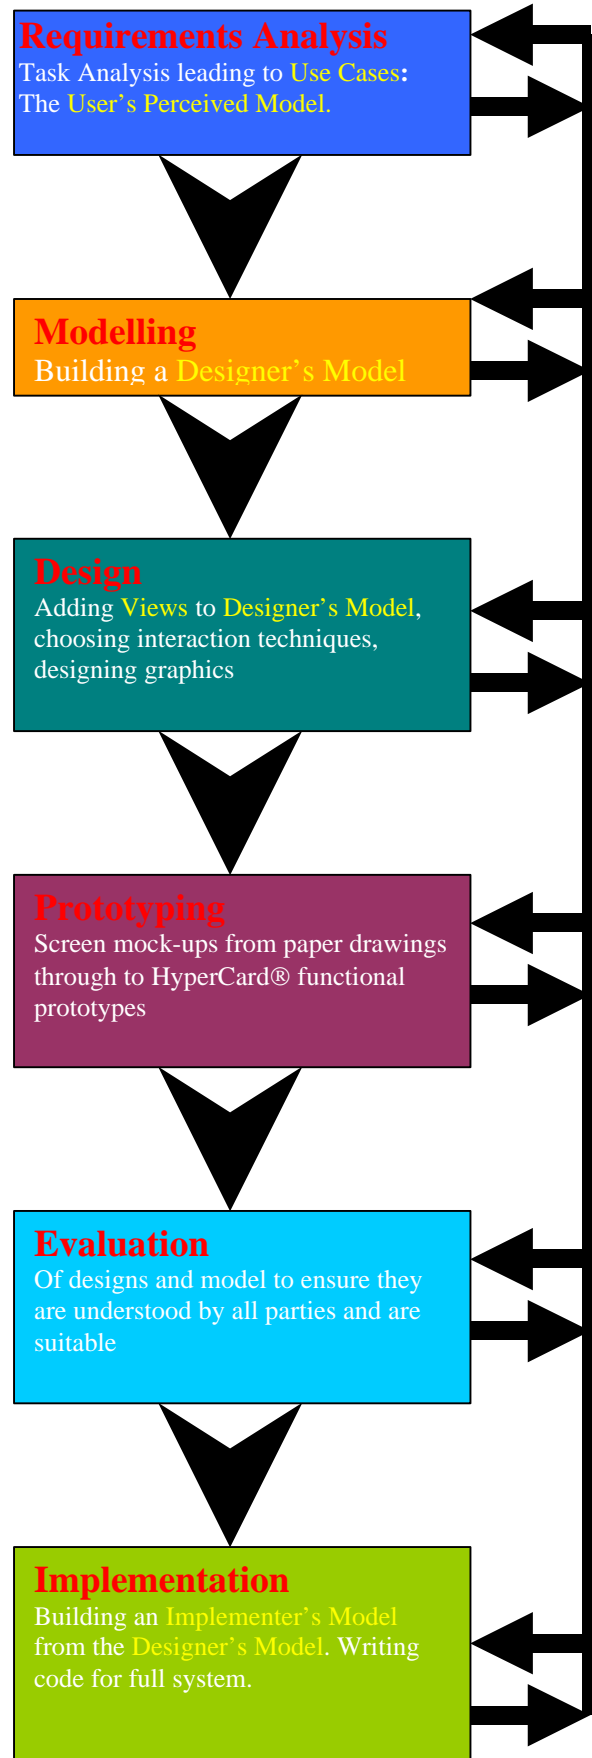 Requirements Analysis
Task Analysis leading to Use Cases:
The User's Perceived Model.
Modelling
Building a Designer's Model
Design
Adding Views to Designer's Model,
choosing interaction techniques,
designing graphics
Prototyping
Screen mock-ups from paper drawings
through to HyperCard® functional
prototypes
Evaluation
Of designs and model to ensure they
are understood by all parties and are
suitable
Implementation
Building an Implementer's Model
from the Designer's Model. Writing
code for full system.